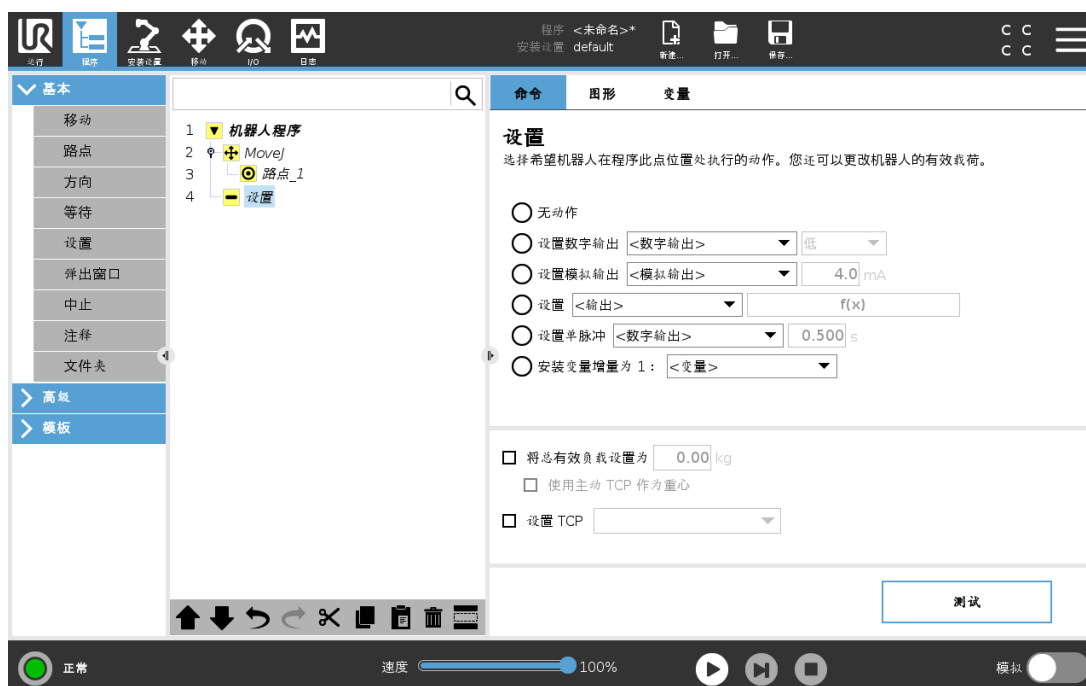 UR
程序 <未命名>*
安装设置 default
C C
C C
运行 程序 安装设置 移动 I/O 日志
新建... 打开... 保存...
基本
移动
路点
方向
等待
设置
弹出窗口
中止
注释
文件夹
高级
模板
1 机器人程序
2 MoveJ
3 路点_1
4 设置
命令 图形 变量
设置
选择希望机器人在程序此点位置处执行的动作。您还可以更改机器人的有效载荷。
无动作
设置数字输出 <数字输出> 低
设置模拟输出 <模拟输出> 4.0 mA
设置 <输出> f(x)
设置单脉冲 <数字输出> 0.500 s
安装变量增量为 1： <变量>
将总有效负载设置为 0.00 kg
使用主动 TCP 作为重心
设置 TCP
测试
正常
速度 100%
模拟